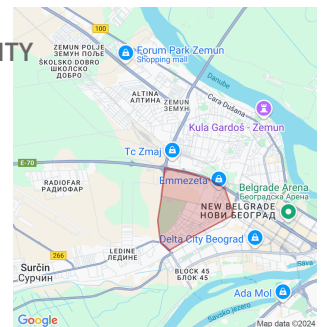 ITY
100
ZEMUN POLJE
ЗЕМУН ПОЉЕ
ŠKOLSKO DOBRO
ШКОЛСКО
ДОБРО
Forum Park Zemun
Shopping mall
Danube
ALTINA
АЛТИНА
ZEMUN
ЗЕМУН
Cara Dušana
Kula Gardoš - Zemun
Tc Zmaj
E-70
Emmezeta
RADIOFAR
РАДИОФАР
Belgrade Arena
Београдска Арена
NEW BELGRADE
НОВИ БЕОГРАД
Delta City Beograd
LEDINE
ЛЕДИНЕ
266
Surčin
Сурчин
BLOCK 45
БЛОК 45
Sava
Savsko jezero
Ada Mol
Google
Map data ©2024